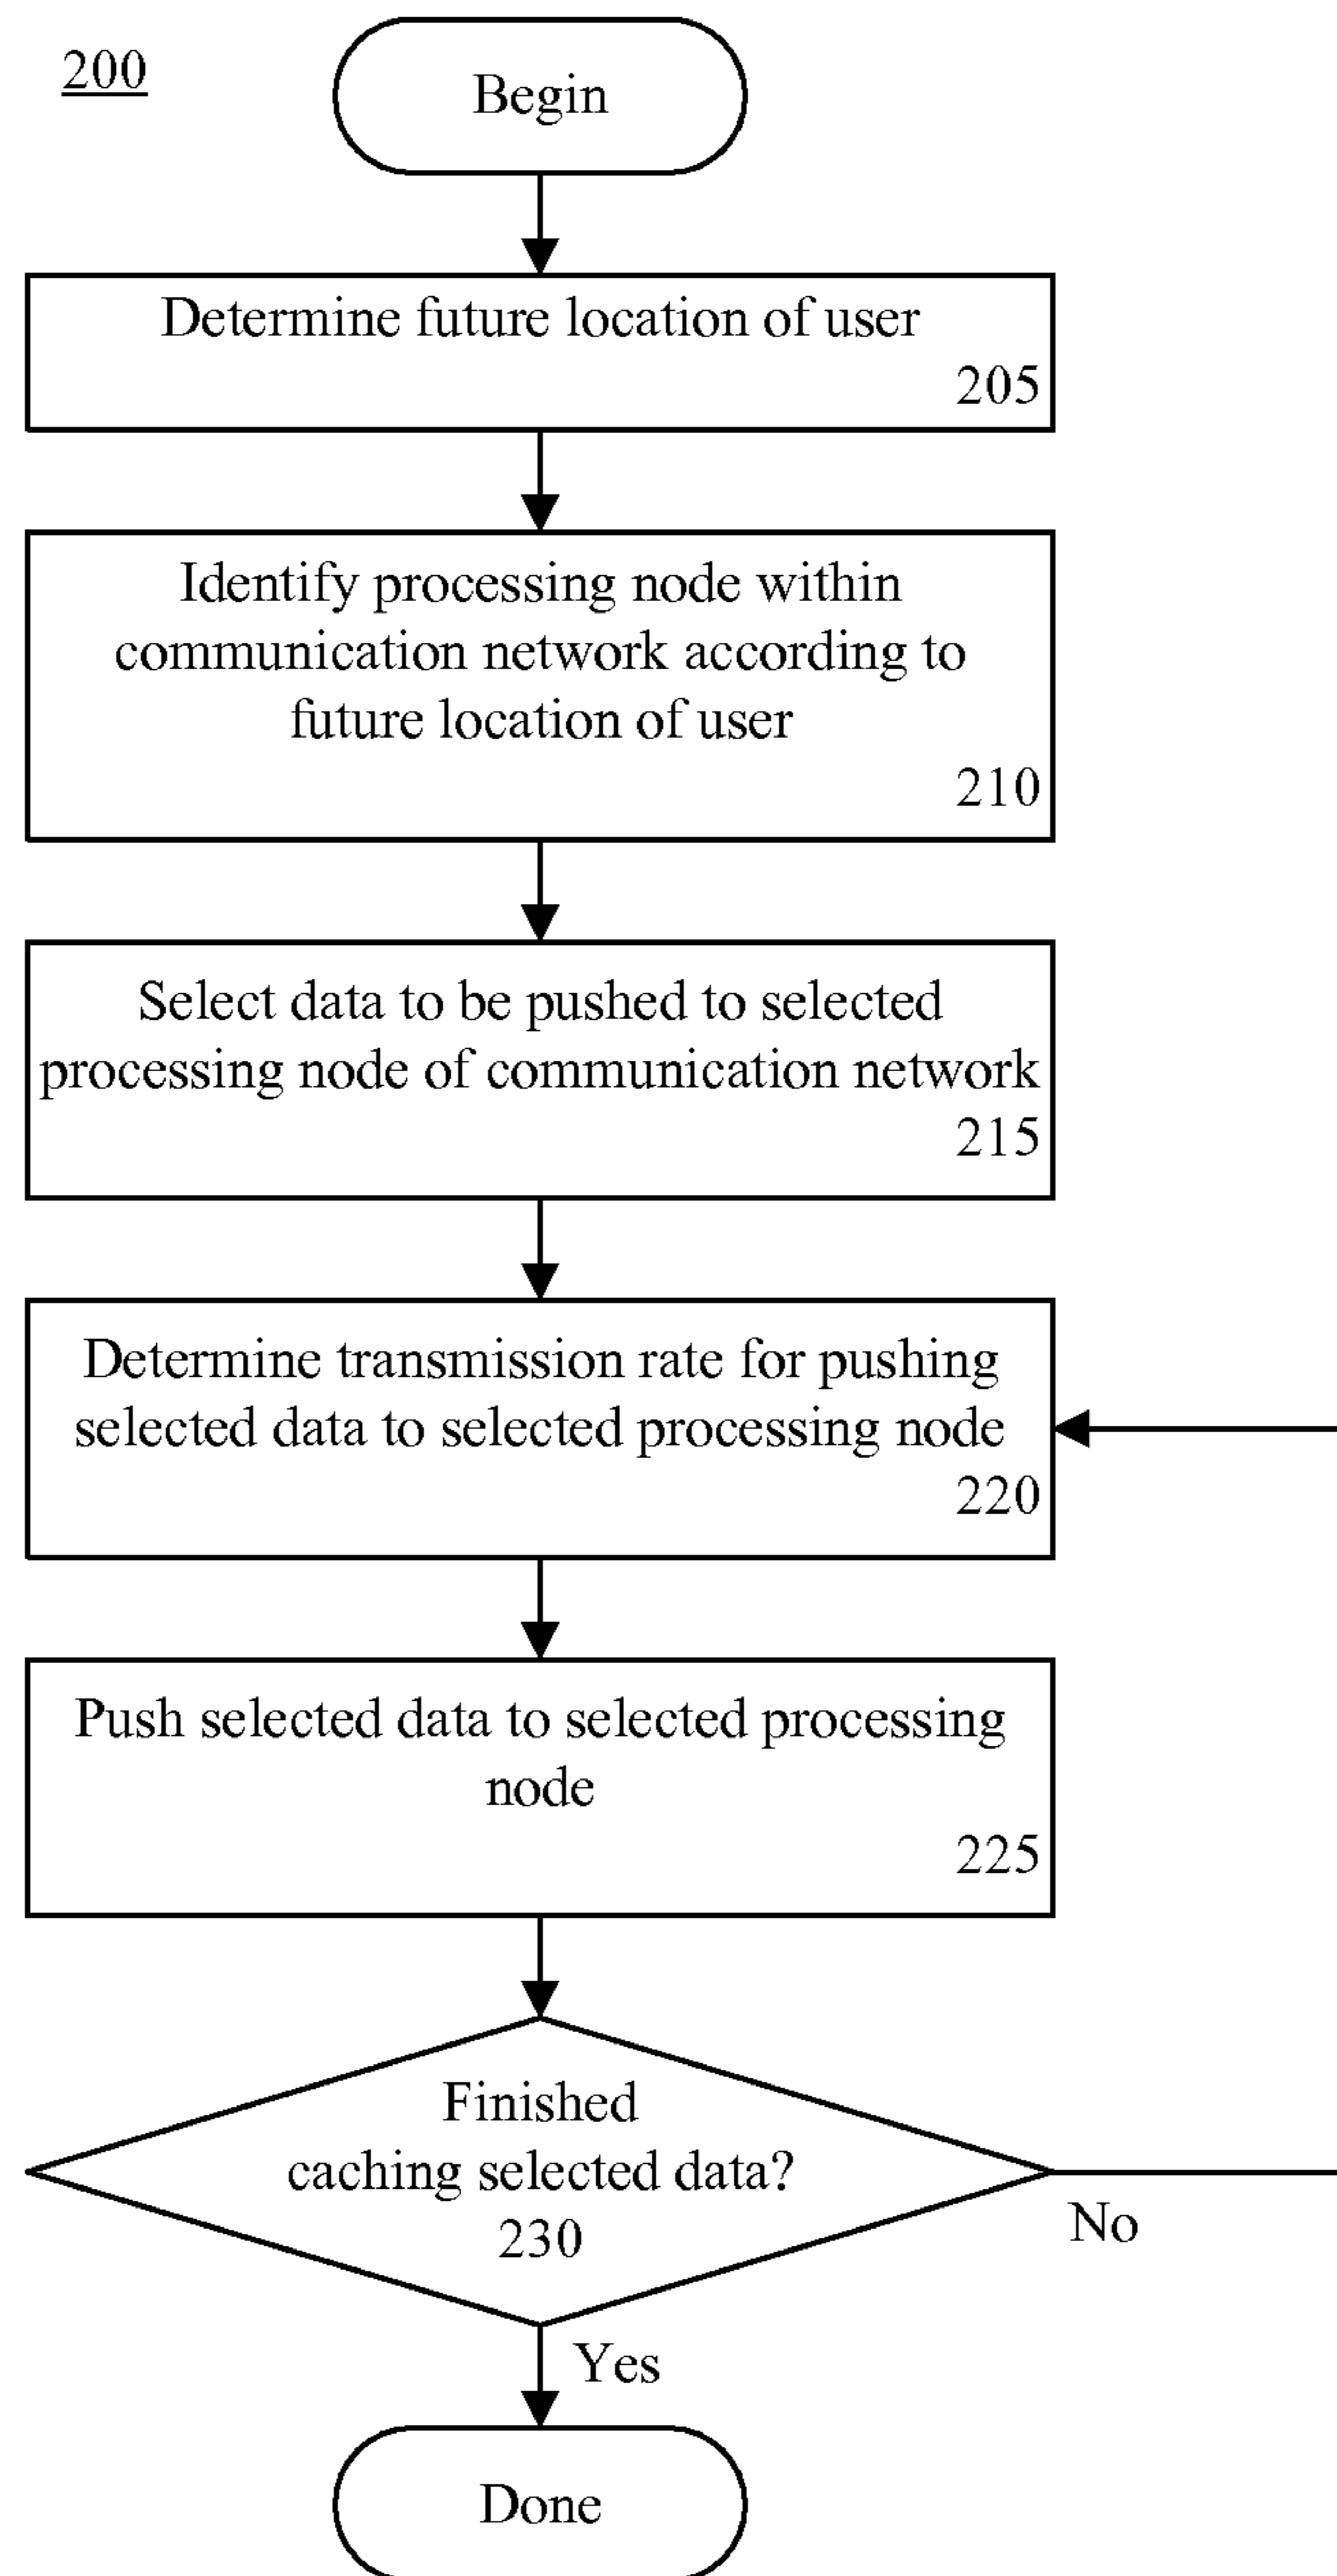 200
Begin
Determine future location of user
205
Identify processing node within
communication network according to
future location of user
210
Select data to be pushed to selected
processing node of communication network
215
Determine transmission rate for pushing
selected data to selected processing node
220
Push selected data to selected processing
node
225
Finished
caching selected data?
230
No
Yes
Done